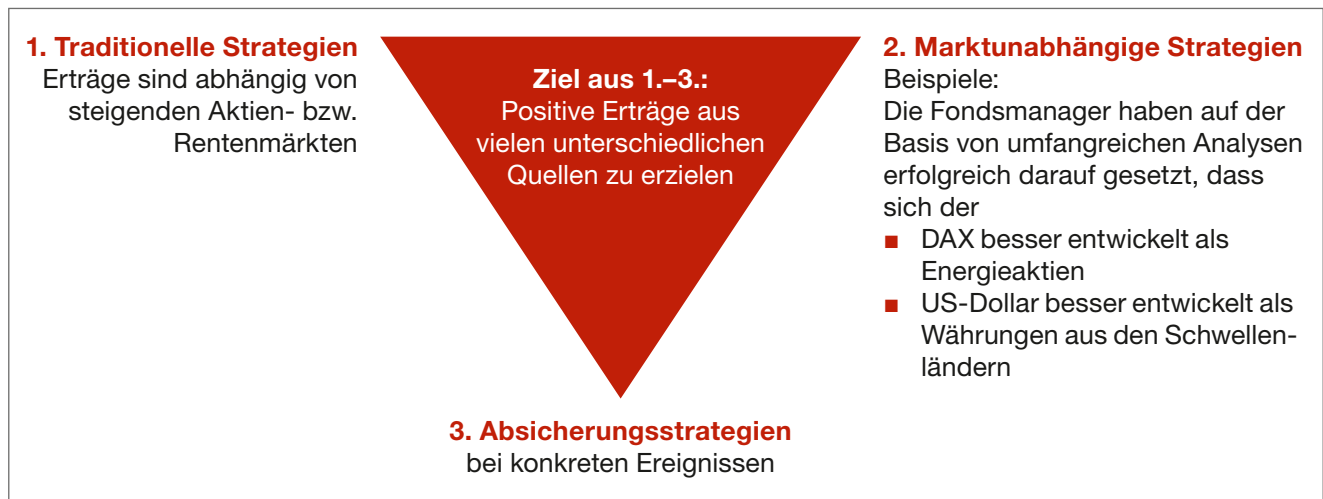 1. Traditionelle Strategien
Erträge sind abhängig von
steigenden Aktien- bzw.
Rentenmärkten
Ziel aus 1.–3.:
Positive Erträge aus
vielen unterschiedlichen
Quellen zu erzielen
2. Marktunabhängige Strategien
Beispiele:
Die Fondsmanager haben auf der
Basis von umfangreichen Analysen
erfolgreich darauf gesetzt, dass
sich der
■ DAX besser entwickelt als
Energieaktien
■ US-Dollar besser entwickelt als
Währungen aus den Schwellen-
ländern
3. Absicherungsstrategien
bei konkreten Ereignissen